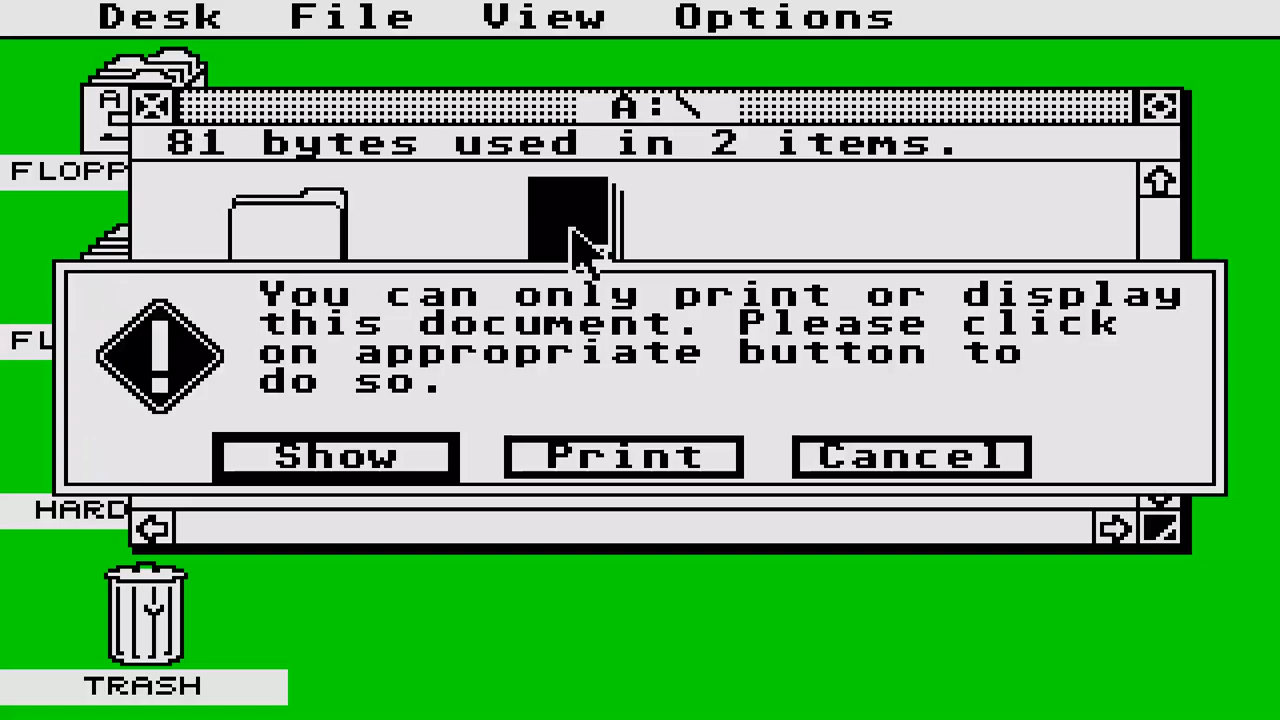 Desk File View Options
A:\
81 bytes used in 2 items.
A
FLOPP
You can only print or display
this document. Please click
on appropriate button to
do so.
FL
Show Print Cancel
HARD
TRASH